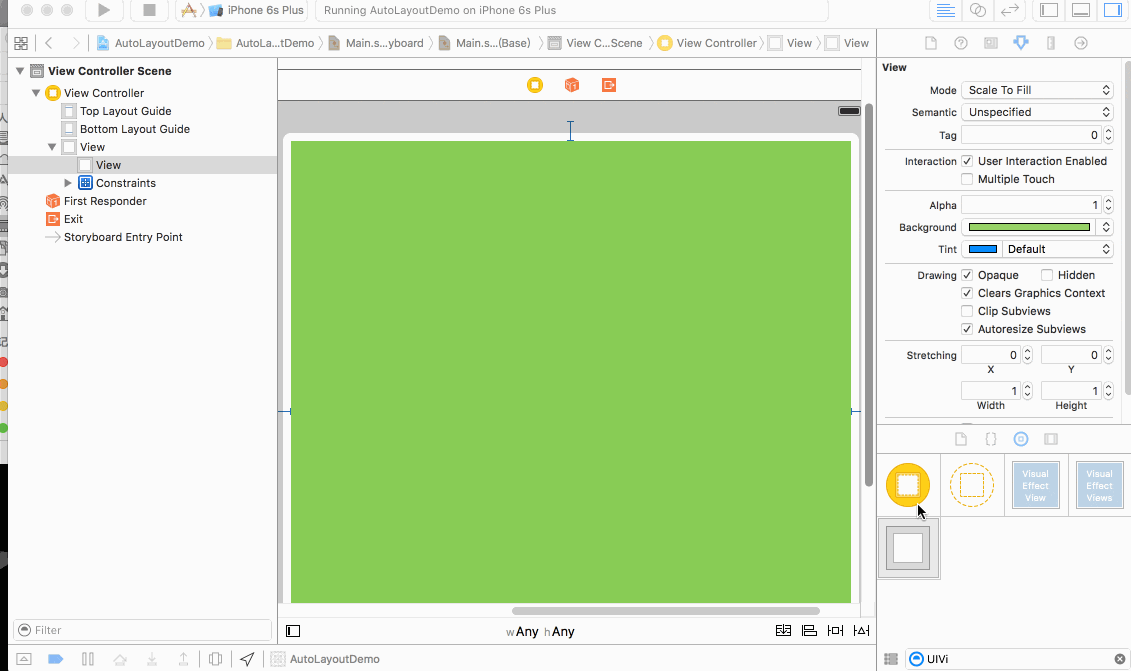 iPhone 6s Plus
Running AutoLayoutDemo on iPhone 6s Plus
AutoLayoutDemo
AutoLa...tDemo
Main.s...yboard
Main.s...(Base)
View C...Scene
View Controller
View
View
View Controller Scene
View Controller
Top Layout Guide
Bottom Layout Guide
View
View
Constraints
First Responder
Exit
Storyboard Entry Point
Filter
AutoLayoutDemo
wAny hAny
View
Mode Scale To Fill
Semantic Unspecified
Tag 0
Interaction User Interaction Enabled
Multiple Touch
Alpha 1
Background
Tint Default
Drawing Opaque Hidden
Clears Graphics Context
Clip Subviews
Autoresize Subviews
Stretching 0 0
X Y
1 1
Width Height
Visual Effect View
Visual Effect Views
UIVi